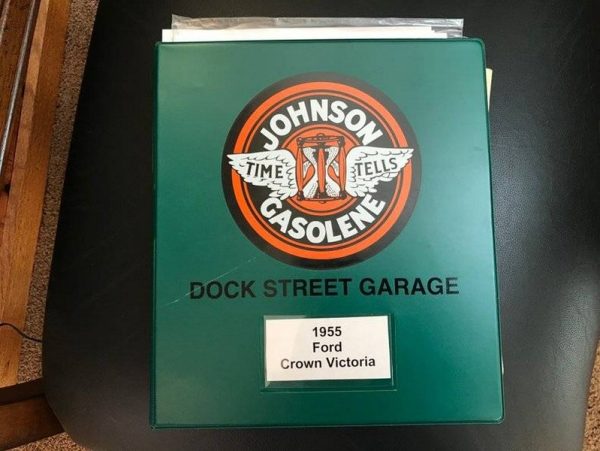 JOHNSON
TIME TELLS
GASOLENE
DOCK STREET GARAGE
1955
Ford
Crown Victoria